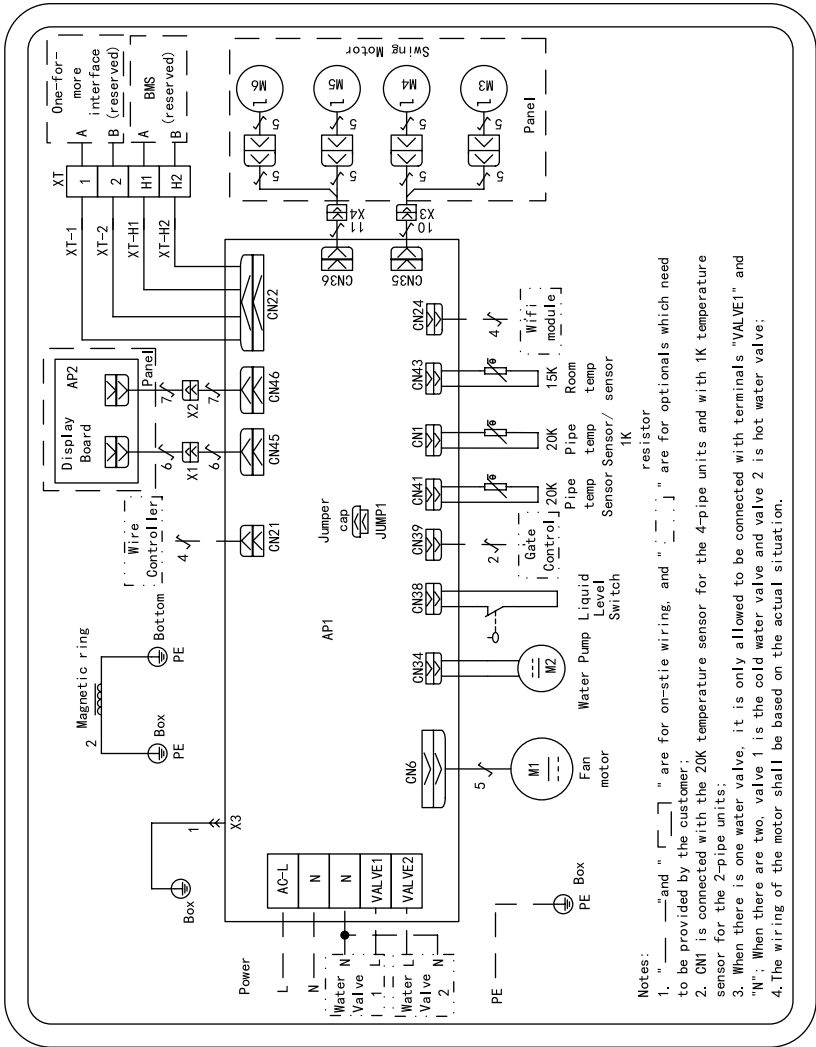 One-for-
more
interface
(reserved)
BMS
(reserved)
A
B
A
B
XT
1
2
H1
H2
XT-1
XT-2
XT-H1
XT-H2
Swing Motor
M6
M5
M4
M3
5
5
5
5
5
5
5
5
Panel
X4
11
X3
10
CN36
CN35
CN22
AP2
Display
Board
Panel
6
X1
6
7
X2
7
CN45
CN46
Wire
Controller
4
CN21
Magnetic ring
2
Box
PE
Bottom
PE
Jumper
cap
JUMP1
AP1
Box
1
X3
Power
L
N
AC-L
N
N
VALVE1
VALVE2
Water
Valve
1
N
L
Water
Valve
2
L
N
PE
Box
PE
CN6
5
M1
Fan
motor
CN34
M2
Water Pump
CN38
Liquid
Level
Switch
CN39
2
Gate
Control
CN41
20K
Pipe
temp
Sensor
CN1
20K
Pipe
temp
Sensor/
1K
resistor
CN43
15K
Room
temp
sensor
CN24
4
Wifi
module
Notes:
1. "— —" and " " are for on-stie wiring, and " " are for optionals which need
to be provided by the customer;
2. CN1 is connected with the 20K temperature sensor for the 4-pipe units and with 1K temperature
sensor for the 2-pipe units;
3. When there is one water valve, it is only allowed to be connected with terminals "VALVE1" and
"N"; When there are two, valve 1 is the cold water valve and valve 2 is hot water valve;
4. The wiring of the motor shall be based on the actual situation.